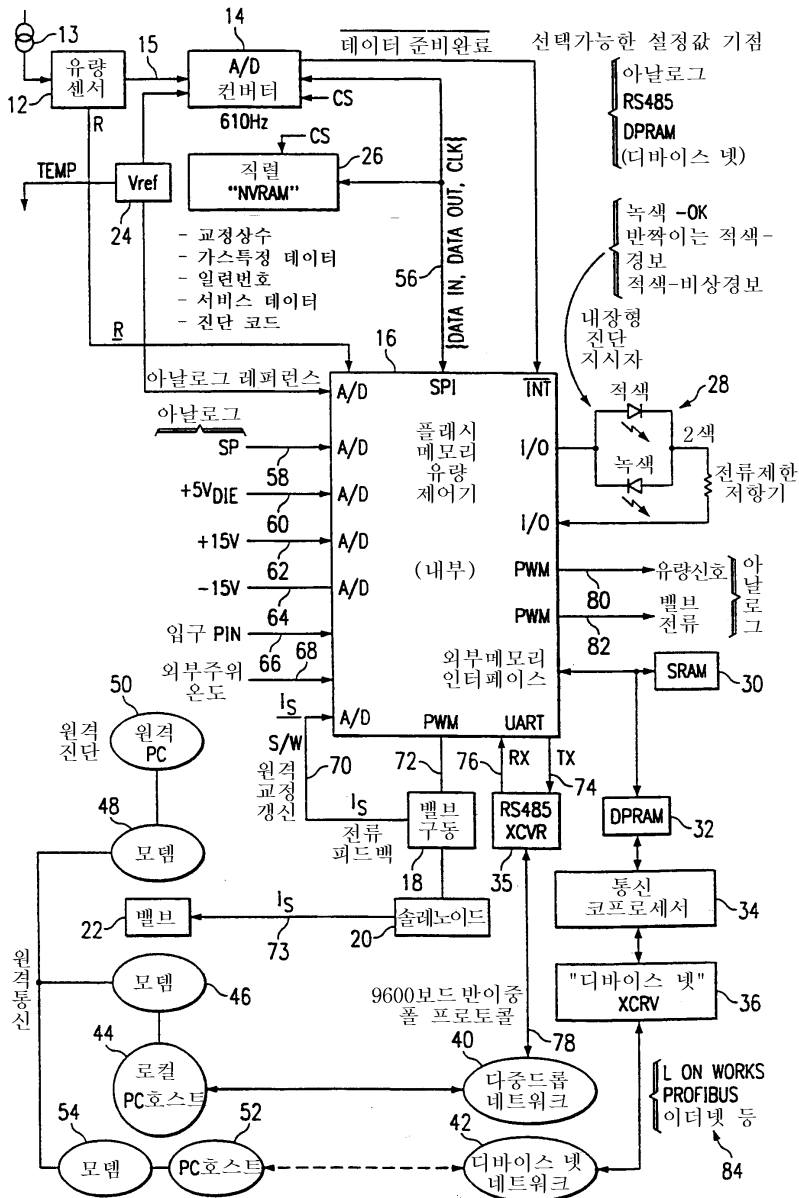 13
14
15
유량
센서
12
R
A/D
컨버터
610Hz
CS
데이터 준비완료
선택가능한 설정값 기점
아날로그
RS485
DPRAM
(디바이스 넷)
TEMP
Vref
24
CS
직렬
"NVRAM"
26
- 교정상수
- 가스특정 데이터
- 일련번호
- 서비스 데이터
- 진단 코드
56
{DATA IN, DATA OUT, CLK}
녹색 -OK
반짝이는 적색-
경보
적색-비상경보
내장형
진단
지시자
R
16
아날로그 레퍼런스
A/D
SPI
INT
아날로그
SP
58
A/D
플래시
메모리
유량
제어기
I/O
적색
28
2색
녹색
전류제한
저항기
+5VDIE
60
A/D
I/O
+15V
62
A/D
(내부)
PWM
80
유량신호
아날로그
-15V
64
A/D
PWM
82
밸브
전류
입구 PIN
66
68
외부주위
온도
외부메모리
인터페이스
SRAM
30
IS
A/D
PWM
UART
S/W
70
원격
교정
갱신
72
76
RX
TX
74
50
원격
진단
원격
PC
48
모뎀
IS
전류
피드백
밸브
구동
18
RS485
XCVR
35
DPRAM
32
통신
코프로세서
34
22
밸브
IS
73
솔레노이드
20
원격통신
모뎀
46
"디바이스 넷"
XCRV
36
9600보드 반이중
폴 프로토콜
78
44
로컬
PC호스트
40
다중드롭
네트워크
L ON WORKS
PROFIBUS
이더넷 등
84
54
모뎀
52
PC호스트
42
디바이스 넷
네트워크